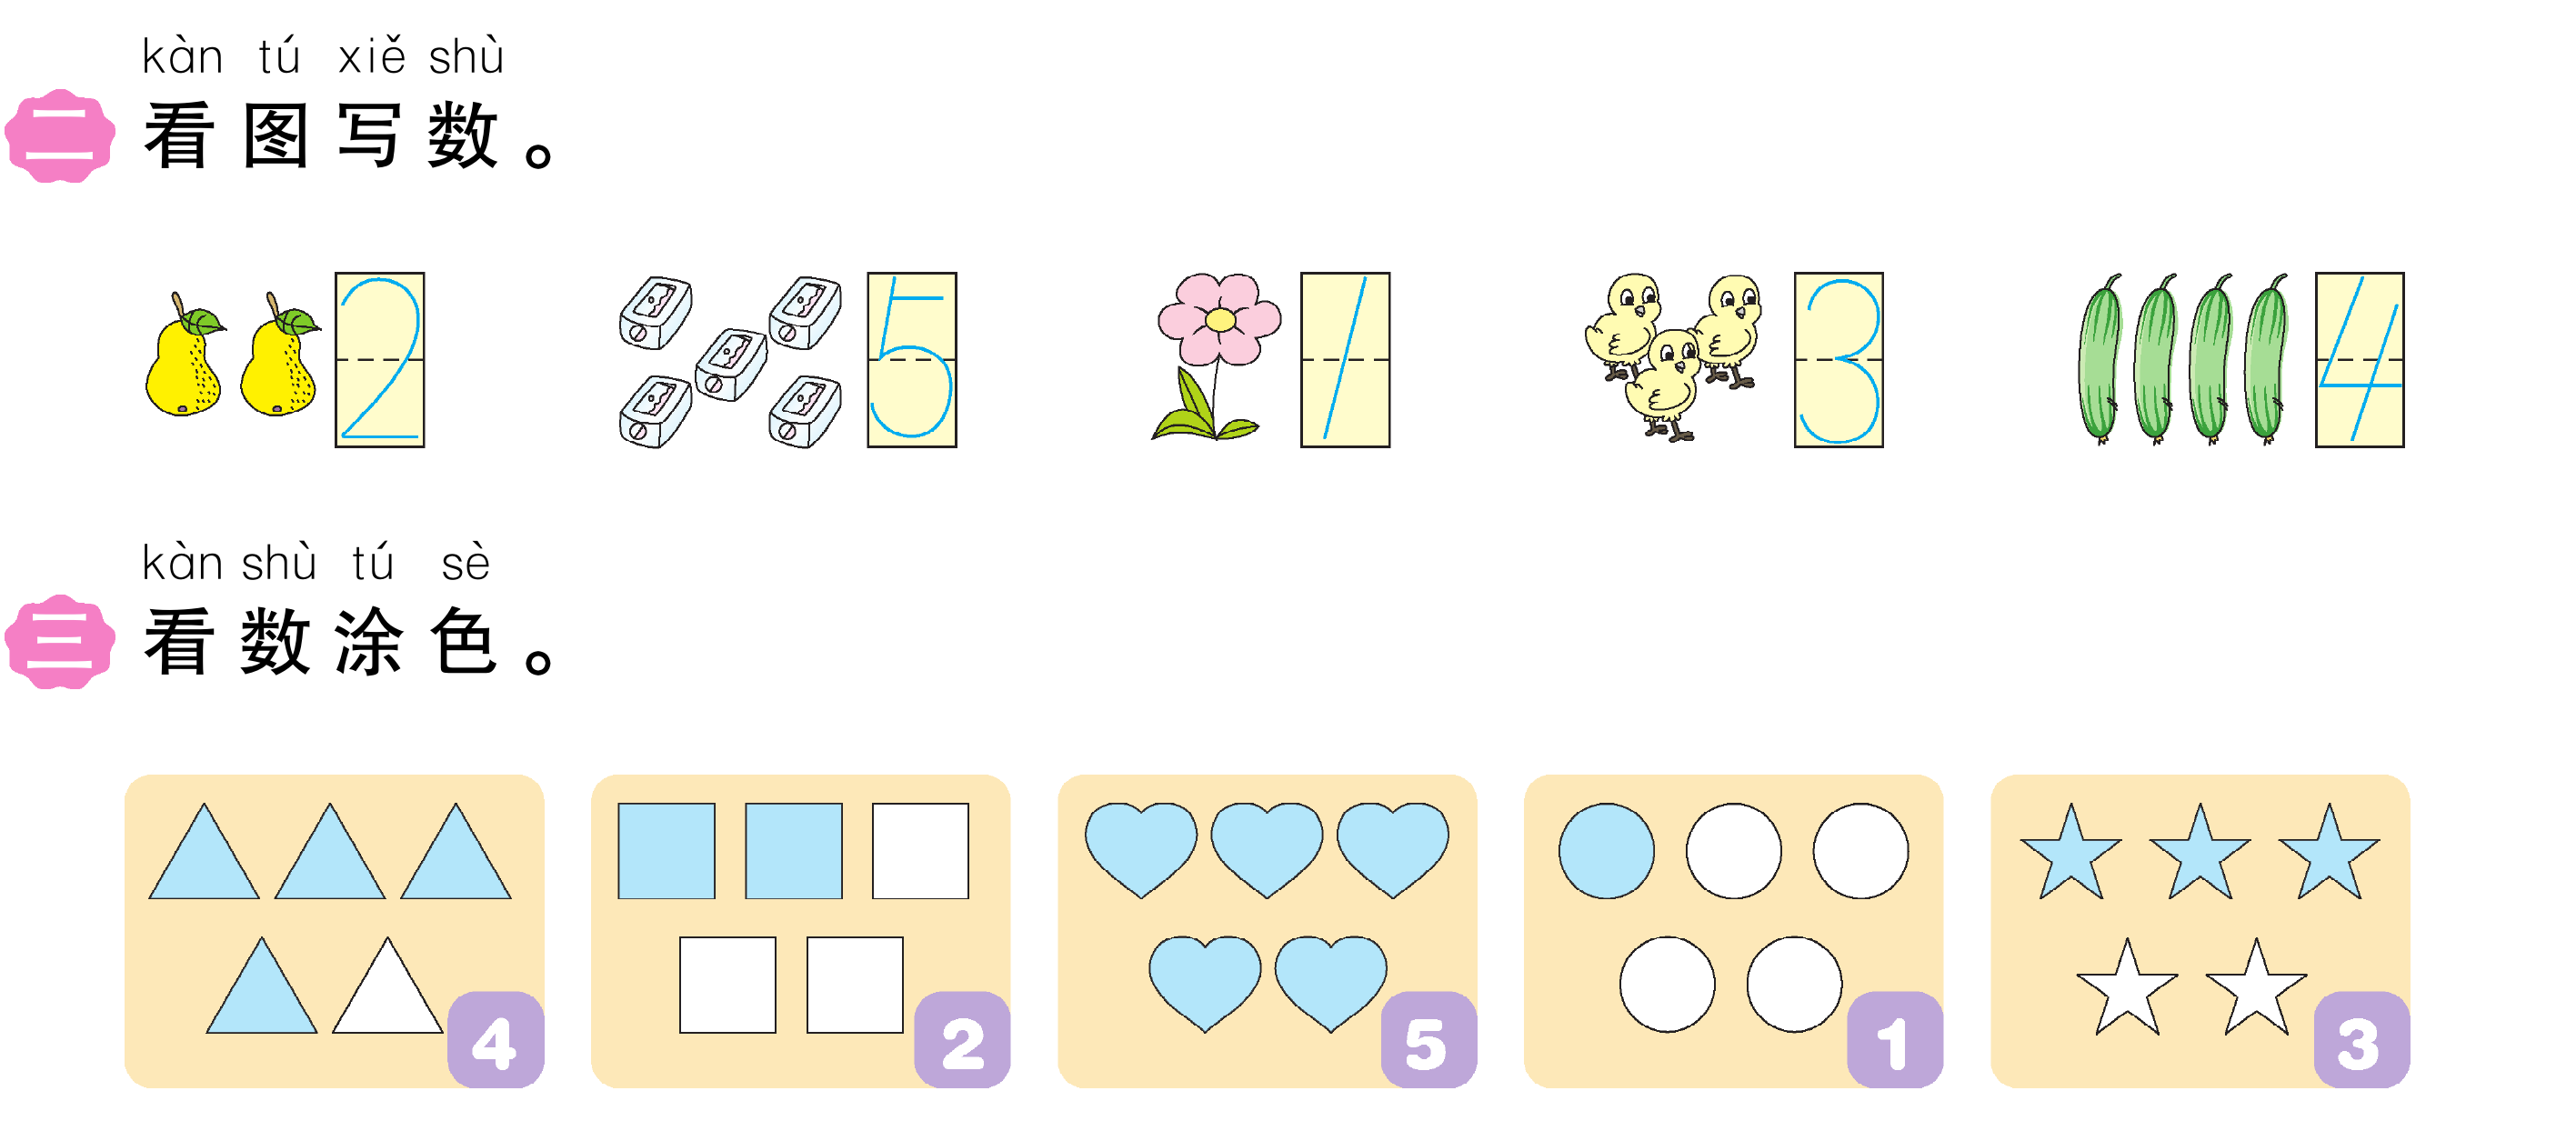 kàn tú xiě shù
二 看图写数。
2 5 1 3 4
kàn shù tú sè
三 看数涂色。
4 2 5 1 3